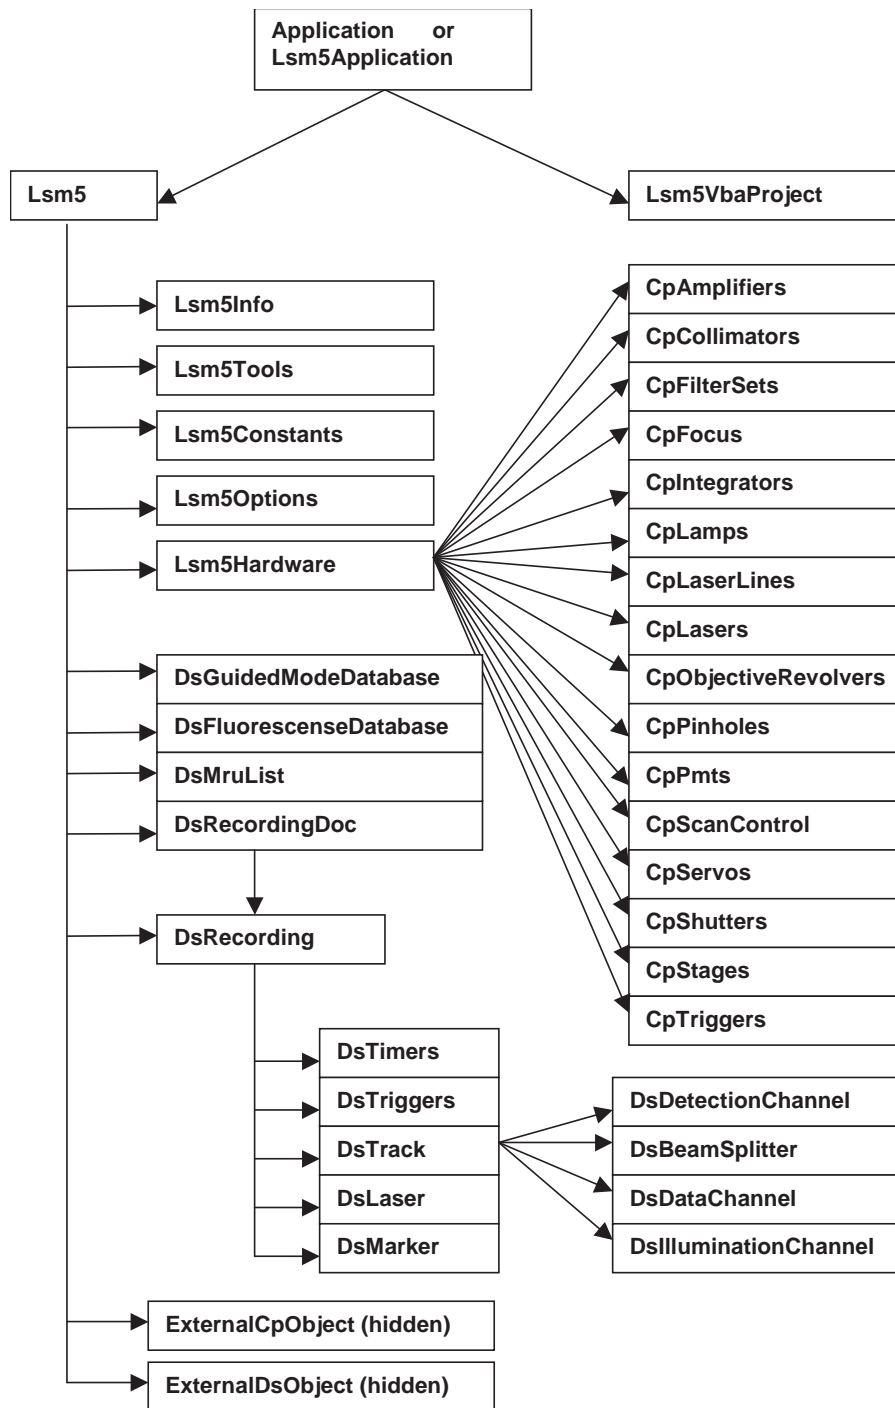 Application or
Lsm5Application
Lsm5
Lsm5VbaProject
Lsm5Info
Lsm5Tools
Lsm5Constants
Lsm5Options
Lsm5Hardware
CpAmplifiers
CpCollimators
CpFilterSets
CpFocus
CpIntegrators
CpLamps
CpLaserLines
CpLasers
CpObjectiveRevolvers
CpPinholes
CpPmts
CpScanControl
CpServos
CpShutters
CpStages
CpTriggers
DsGuidedModeDatabase
DsFluorescenseDatabase
DsMruList
DsRecordingDoc
DsRecording
DsTimers
DsTriggers
DsTrack
DsLaser
DsMarker
DsDetectionChannel
DsBeamSplitter
DsDataChannel
DsIlluminationChannel
ExternalCpObject (hidden)
ExternalDsObject (hidden)